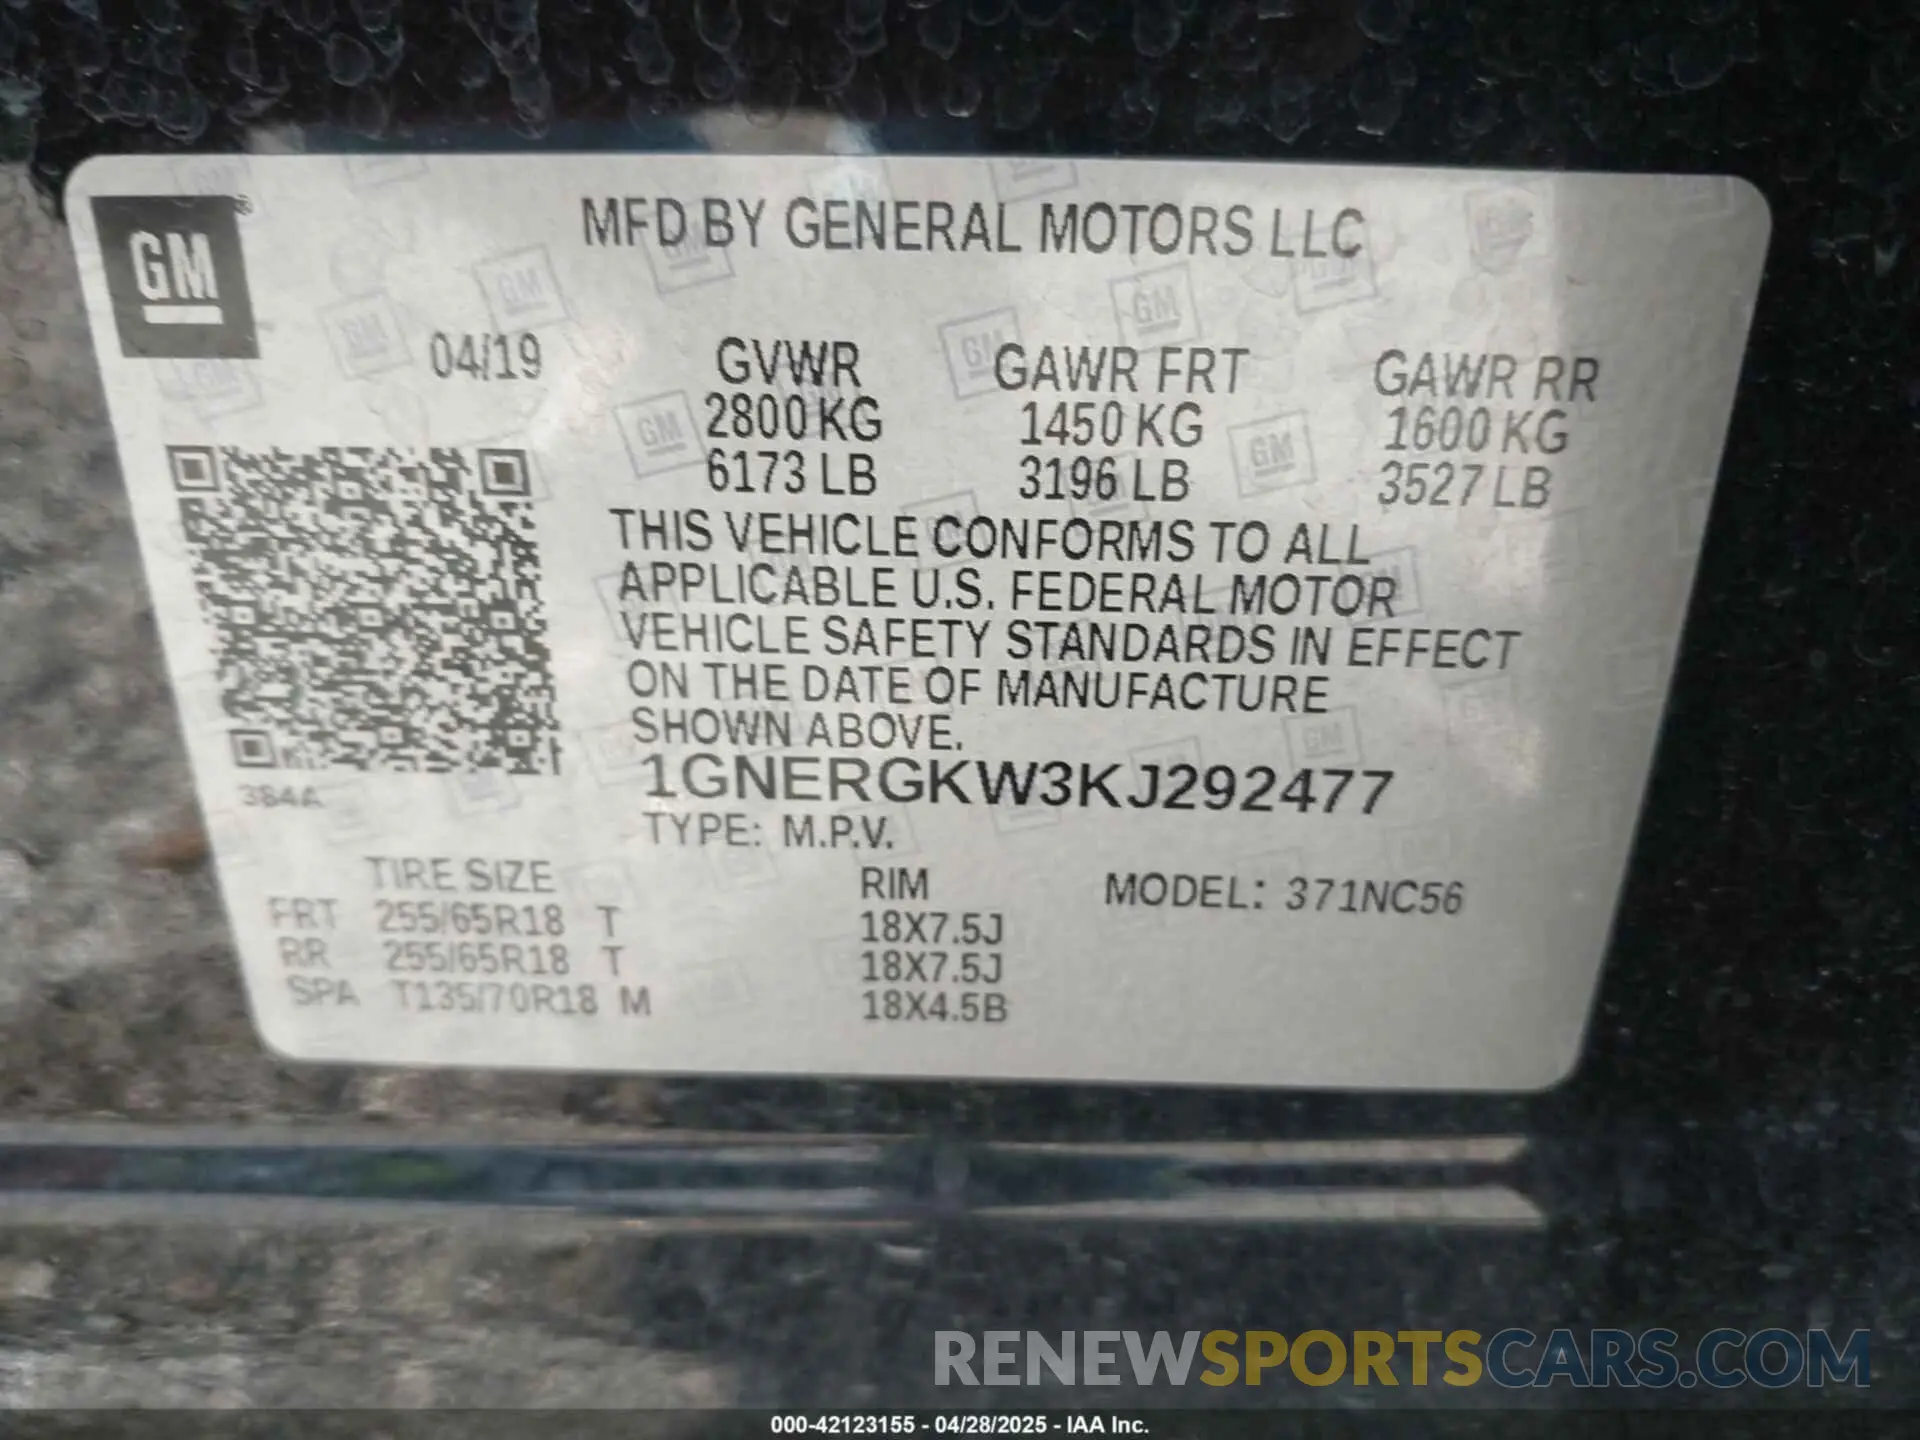 GM
MFD BY GENERAL MOTORS LLC
04/19
GVWR GAWR FRT GAWR RR
2800 KG 1450 KG 1600 KG
6173 LB 3196 LB 3527 LB
THIS VEHICLE CONFORMS TO ALL
APPLICABLE U.S. FEDERAL MOTOR
VEHICLE SAFETY STANDARDS IN EFFECT
ON THE DATE OF MANUFACTURE
SHOWN ABOVE.
1GNERGKW3KJ292477
384A
TYPE: M.P.V.
TIRE SIZE RIM MODEL: 371NC56
FRT 255/65R18 T 18X7.5J
RR 255/65R18 T 18X7.5J
SPA T135/70R18 M 18X4.5B
RENEWSPORTSCARS.COM
000-42123155 - 04/28/2025 - IAA Inc.